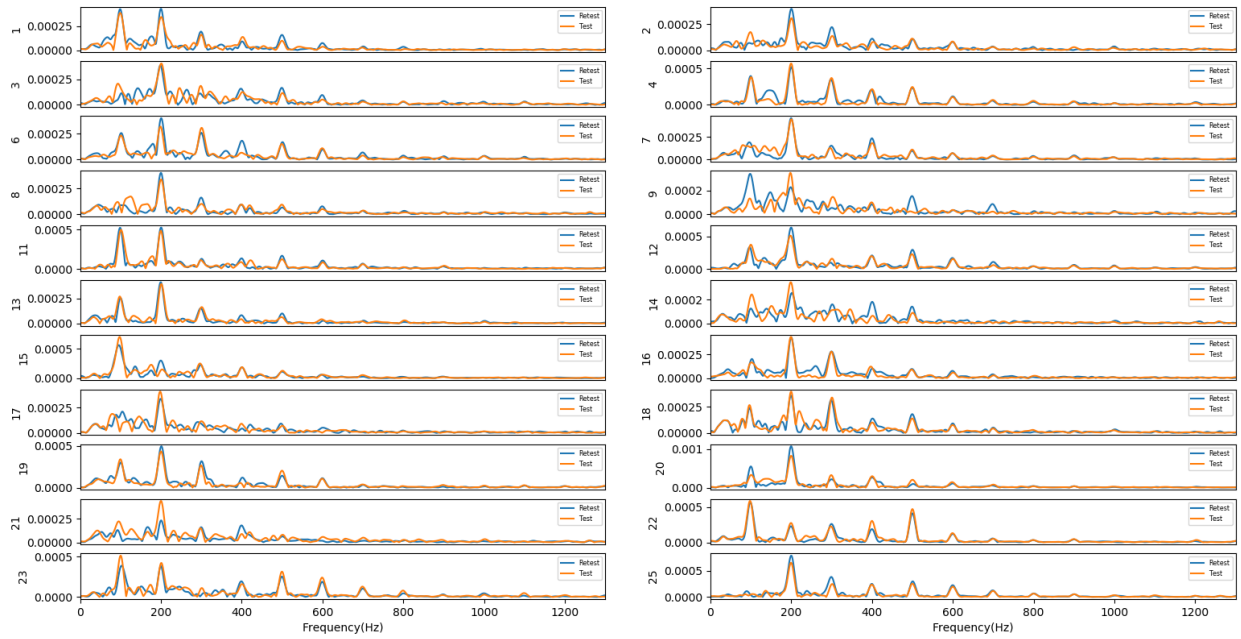 1
0.00025
0.00000
Retest
Test
2
0.00025
0.00000
Retest
Test
3
0.00025
0.00000
Retest
Test
4
0.0005
0.0000
Retest
Test
6
0.00025
0.00000
Retest
Test
7
0.00025
0.00000
Retest
Test
8
0.00025
0.00000
Retest
Test
9
0.0002
0.0000
Retest
Test
11
0.0005
0.0000
Retest
Test
12
0.0005
0.0000
Retest
Test
13
0.00025
0.00000
Retest
Test
14
0.0002
0.0000
Retest
Test
15
0.0005
0.0000
Retest
Test
16
0.00025
0.00000
Retest
Test
17
0.00025
0.00000
Retest
Test
18
0.00025
0.00000
Retest
Test
19
0.0005
0.0000
Retest
Test
20
0.001
0.000
Retest
Test
21
0.00025
0.00000
Retest
Test
22
0.0005
0.0000
Retest
Test
23
0.0005
0.0000
Retest
Test
25
0.0005
0.0000
Retest
Test
0 200 400 600 800 1000 1200
Frequency(Hz)
0 200 400 600 800 1000 1200
Frequency(Hz)